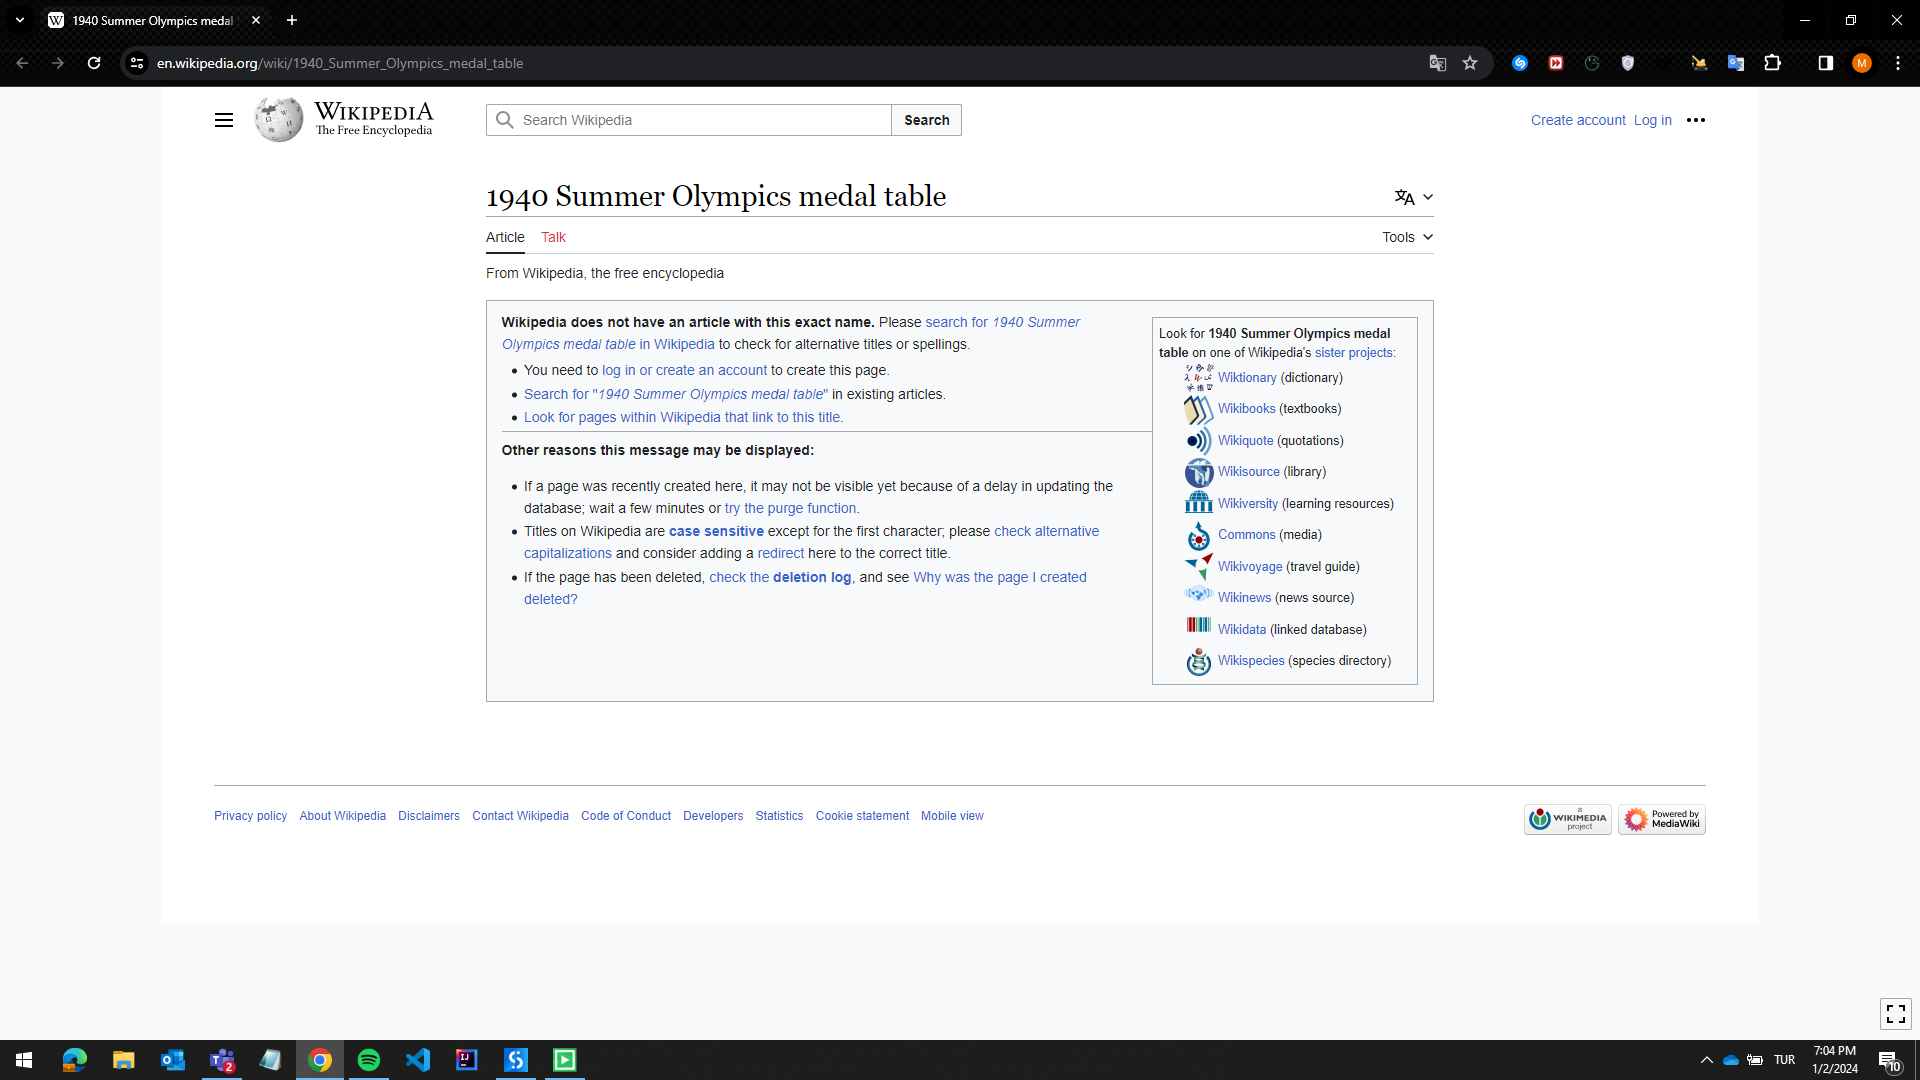 1940 Summer Olympics medal
en.wikipedia.org/wiki/1940_Summer_Olympics_medal_table
M
WIKIPEDIA
The Free Encyclopedia
Search Wikipedia
Search
Create account Log in
1940 Summer Olympics medal table
Article Talk
Tools
From Wikipedia, the free encyclopedia
Wikipedia does not have an article with this exact name. Please search for 1940 Summer
Olympics medal table in Wikipedia to check for alternative titles or spellings.
• You need to log in or create an account to create this page.
• Search for "1940 Summer Olympics medal table" in existing articles.
• Look for pages within Wikipedia that link to this title.
Other reasons this message may be displayed:
• If a page was recently created here, it may not be visible yet because of a delay in updating the
database; wait a few minutes or try the purge function.
• Titles on Wikipedia are case sensitive except for the first character; please check alternative
capitalizations and consider adding a redirect here to the correct title.
• If the page has been deleted, check the deletion log, and see Why was the page I created
deleted?
Look for 1940 Summer Olympics medal
table on one of Wikipedia's sister projects:
Wiktionary (dictionary)
Wikibooks (textbooks)
Wikiquote (quotations)
Wikisource (library)
Wikiversity (learning resources)
Commons (media)
Wikivoyage (travel guide)
Wikinews (news source)
Wikidata (linked database)
Wikispecies (species directory)
Privacy policy About Wikipedia Disclaimers Contact Wikipedia Code of Conduct Developers Statistics Cookie statement Mobile view
a
WIKIMEDIA
project
Powered by
MediaWiki
2
TUR
7:04 PM
1/2/2024
10